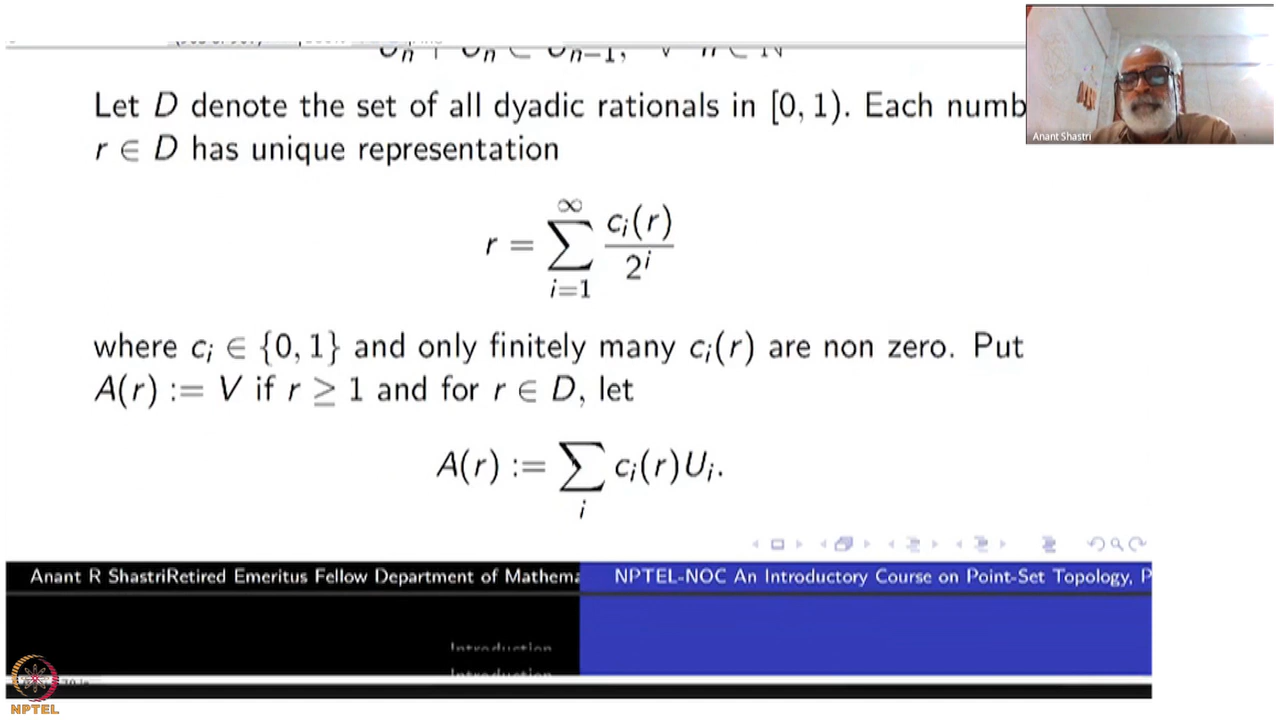 Let D denote the set of all dyadic rationals in [0, 1). Each numb
Anant Shastri
r ∈ D has unique representation
r = ∑_{i=1}^{∞} c_i(r) / 2^i
where c_i ∈ {0, 1} and only finitely many c_i(r) are non zero. Put
A(r) := V if r ≥ 1 and for r ∈ D, let
A(r) := ∑_i c_i(r)U_i.
Anant R ShastriRetired Emeritus Fellow Department of Mathema
NPTEL-NOC An Introductory Course on Point-Set Topology, P
Introduction
Introduction
NPTEL